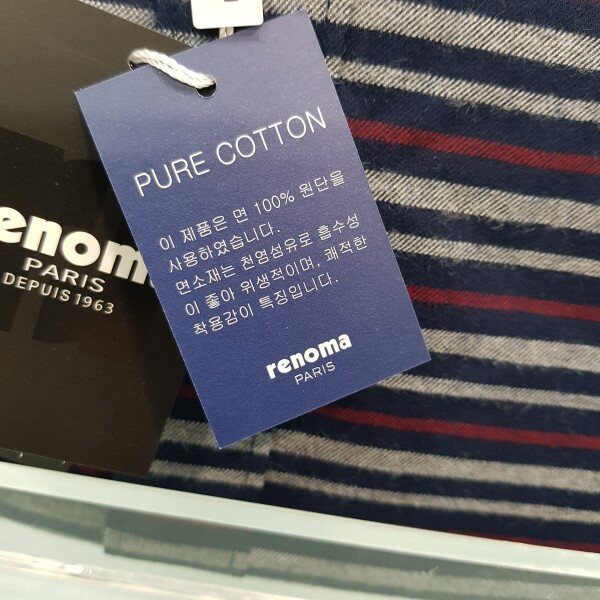 PURE COTTON
이 제품은 면 100% 원단을
사용하였습니다.
면소재는 천영섬유로 흡수성
이 좋아 위생적이며, 쾌적한
착용감이 특징입니다.
renoma
PARIS
renoma
PARIS
DEPUIS 1963